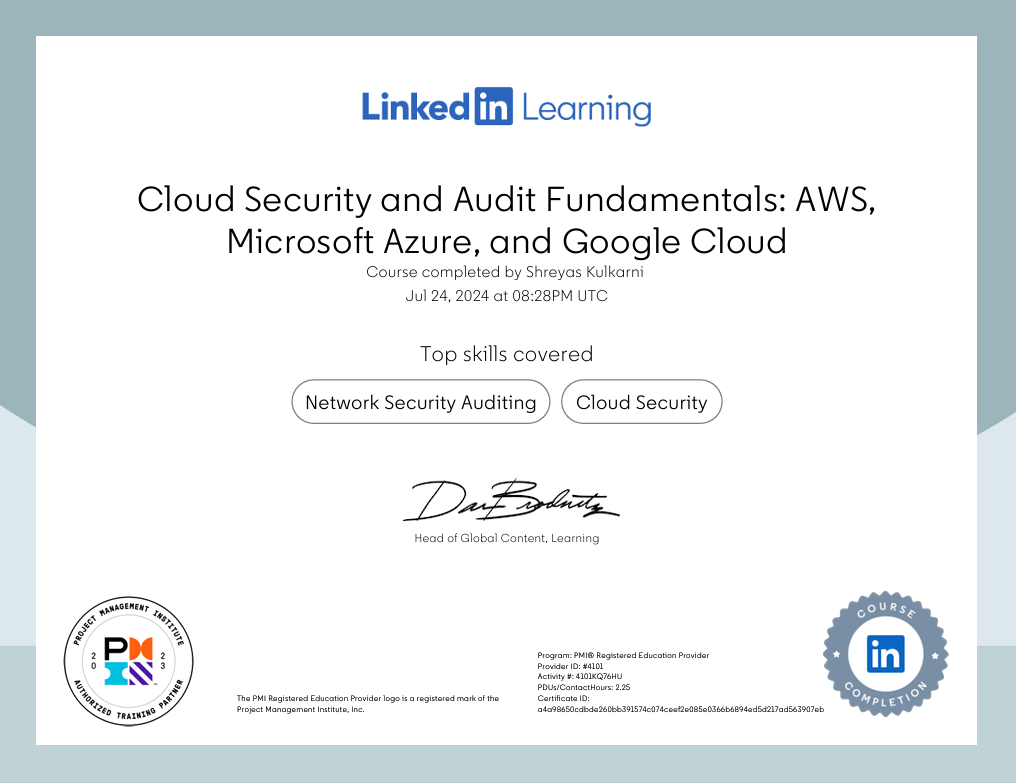 Linked in Learning
Cloud Security and Audit Fundamentals: AWS,
Microsoft Azure, and Google Cloud
Course completed by Shreyas Kulkarni
Jul 24, 2024 at 08:28PM UTC
Top skills covered
Network Security Auditing
Cloud Security
Dan Brodnitz
Head of Global Content, Learning
PROJECT MANAGEMENT INSTITUTE
PM
20 23
AUTHORIZED TRAINING PARTNER
The PMI Registered Education Provider logo is a registered mark of the
Project Management Institute, Inc.
Program: PMI® Registered Education Provider
Provider ID: #4101
Activity #: 4101KQ76HU
PDUs/ContactHours: 2.25
Certificate ID:
a4a98650cdbde260bb391574c074ceef2e085e0366b6894ed5d217ad563907eb
COURSE
in
COMPLETION